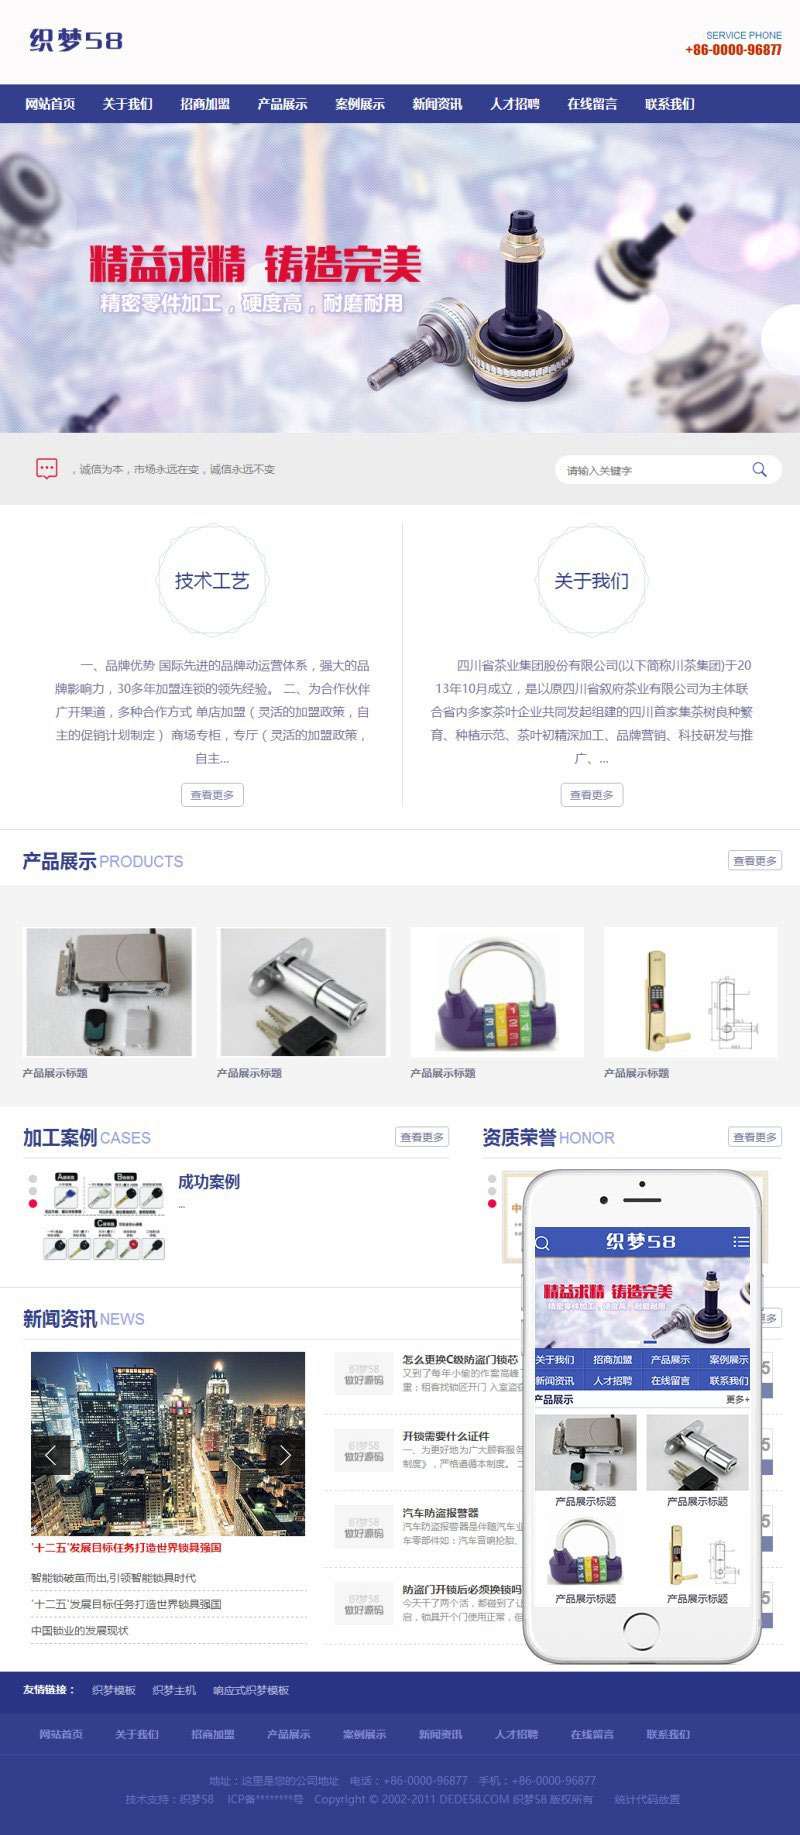 织梦58
SERVICE PHONE
+86-0000-96877
网站首页 关于我们 招商加盟 产品展示 案例展示 新闻资讯 人才招聘 在线留言 联系我们
精益求精 铸造完美
精密零件加工，硬度高，耐磨耐用
，诚信为本，市场永远在变，诚信永远不变
请输入关键字
技术工艺
一、品牌优势 国际先进的品牌动运营体系，强大的品
牌影响力，30多年加盟连锁的领先经验。 二、为合作伙伴
广开渠道，多种合作方式 单店加盟（灵活的加盟政策，自
主的促销计划制定） 商场专柜，专厅（灵活的加盟政策，
自主...
查看更多
关于我们
四川省茶业集团股份有限公司(以下简称川茶集团)于20
13年10月成立，是以原四川省叙府茶业有限公司为主体联
合省内多家茶叶企业共同发起组建的四川首家集茶树良种繁
育、种植示范、茶叶初精深加工、品牌营销、科技研发与推
广、...
查看更多
产品展示 PRODUCTS
查看更多
产品展示标题 产品展示标题 产品展示标题 产品展示标题
加工案例 CASES
查看更多
A B
C
成功案例
...
资质荣誉 HONOR
查看更多
新闻资讯 NEWS
'十二五'发展目标任务打造世界锁具强国
智能锁破茧而出,引领智能锁具时代
'十二五'发展目标任务打造世界锁具强国
中国锁业的发展现状
织梦58
做好源码
怎么更换C级防盗门锁芯
又到了每年小偷的作案高峰
重；租客找锁匠开门 入室盗
织梦58
做好源码
开锁需要什么证件
一、为更好地为广大顾客服务
制度》，严格遵循本制度。 二
织梦58
做好源码
汽车防盗报警器
汽车防盗报警器是伴随汽车业
车零部件如：汽车音响抢胎、
织梦58
做好源码
防盗门开锁后必须换锁吗
今天干了两个活，都碰到了让
启，锁具开个门使用正常，但
织梦58
精益求精 铸造完美
精密零件加工，硬度高，耐磨耐用
关于我们 招商加盟 产品展示 案例展示
新闻资讯 人才招聘 在线留言 联系我们
产品展示 更多+
产品展示标题 产品展示标题
产品展示标题 产品展示标题
友情链接： 织梦模板 织梦主机 响应式织梦模板
网站首页 关于我们 招商加盟 产品展示 案例展示 新闻资讯 人才招聘 在线留言 联系我们
地址：这里是您的公司地址 电话：+86-0000-96877 手机：+86-0000-96877
技术支持：织梦58 ICP备********号 Copyright © 2002-2011 DEDE58.COM 织梦58 版权所有 统计代码放置